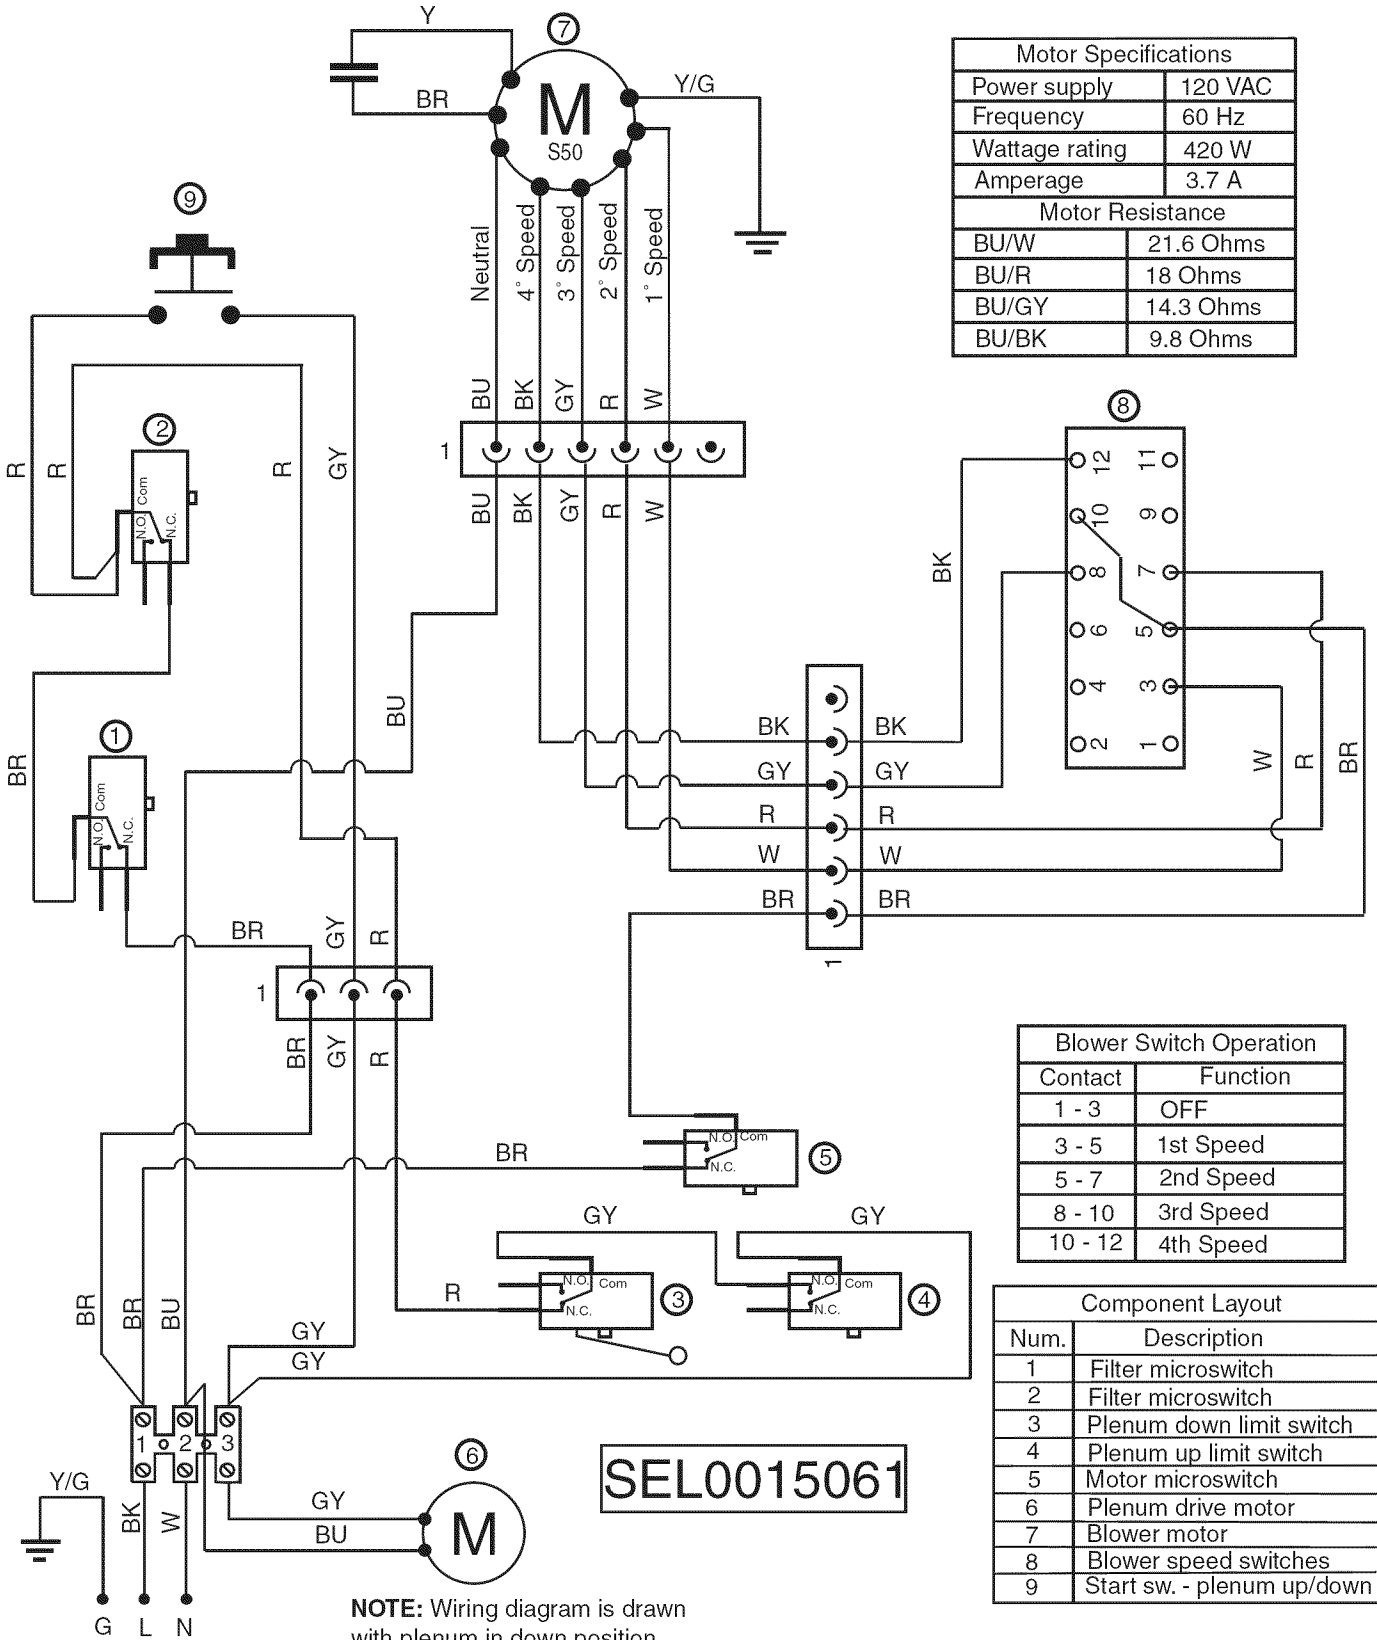 Y
7
BR
M
S50
Y/G
Motor Specifications
Power supply 120 VAC
Frequency 60 Hz
Wattage rating 420 W
Amperage 3.7 A
Motor Resistance
BU/W 21.6 Ohms
BU/R 18 Ohms
BU/GY 14.3 Ohms
BU/BK 9.8 Ohms
9
Neutral
4° Speed
3° Speed
2° Speed
1° Speed
BU
BK
GY
R
W
1
BU
BK
GY
R
W
8
12
11
10
9
8
7
6
5
4
3
2
1
BK
W
R
BR
2
R
R
R
GY
Com
N.O.
N.C.
1
BR
Com
N.O.
N.C.
BU
BK BK
GY GY
R R
W W
BR BR
1
BR
GY
R
1
BR
GY
R
BR
N.O. Com
N.C.
5
GY
GY
R
N.O. Com
N.C.
3
N.O. Com
N.C.
4
BR
BR
BU
GY
GY
1
2
3
Y/G
BK
W
GY
BU
6
M
G
L
N
Blower Switch Operation
Contact Function
1 - 3 OFF
3 - 5 1st Speed
5 - 7 2nd Speed
8 - 10 3rd Speed
10 - 12 4th Speed
Component Layout
Num. Description
1 Filter microswitch
2 Filter microswitch
3 Plenum down limit switch
4 Plenum up limit switch
5 Motor microswitch
6 Plenum drive motor
7 Blower motor
8 Blower speed switches
9 Start sw. - plenum up/down
SEL0015061
NOTE: Wiring diagram is drawn
with plenum in down position